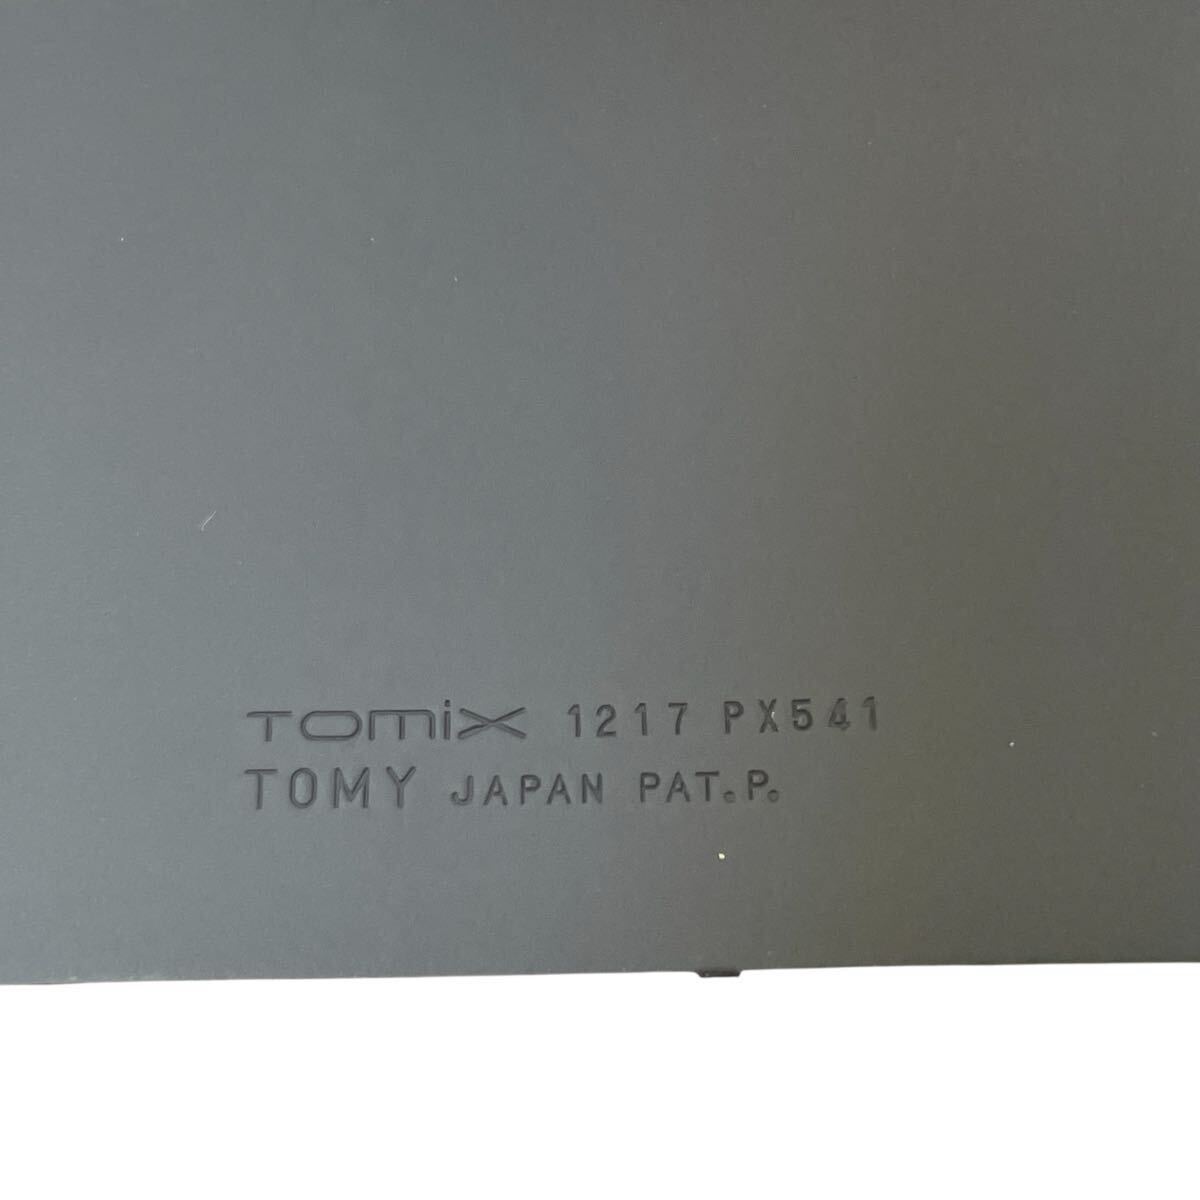 TOMIX 1217 PX541
TOMY JAPAN PAT.P.